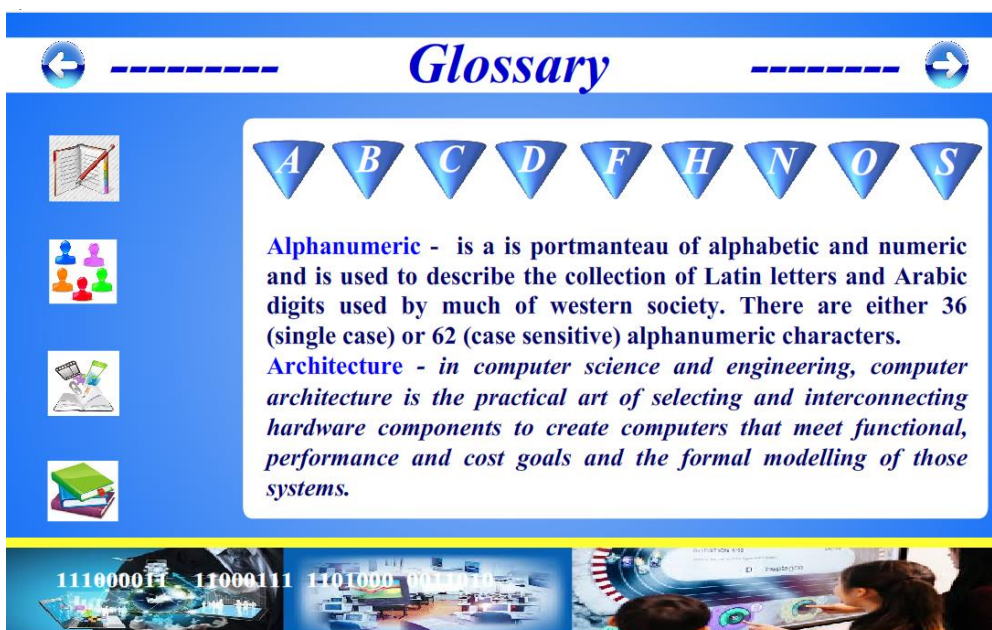 --------- Glossary --------
A B C D F H N O S
Alphanumeric - is a is portmanteau of alphabetic and numeric
and is used to describe the collection of Latin letters and Arabic
digits used by much of western society. There are either 36
(single case) or 62 (case sensitive) alphanumeric characters.
Architecture - in computer science and engineering, computer
architecture is the practical art of selecting and interconnecting
hardware components to create computers that meet functional,
performance and cost goals and the formal modelling of those
systems.
111000011 11000111 1101000 0011010